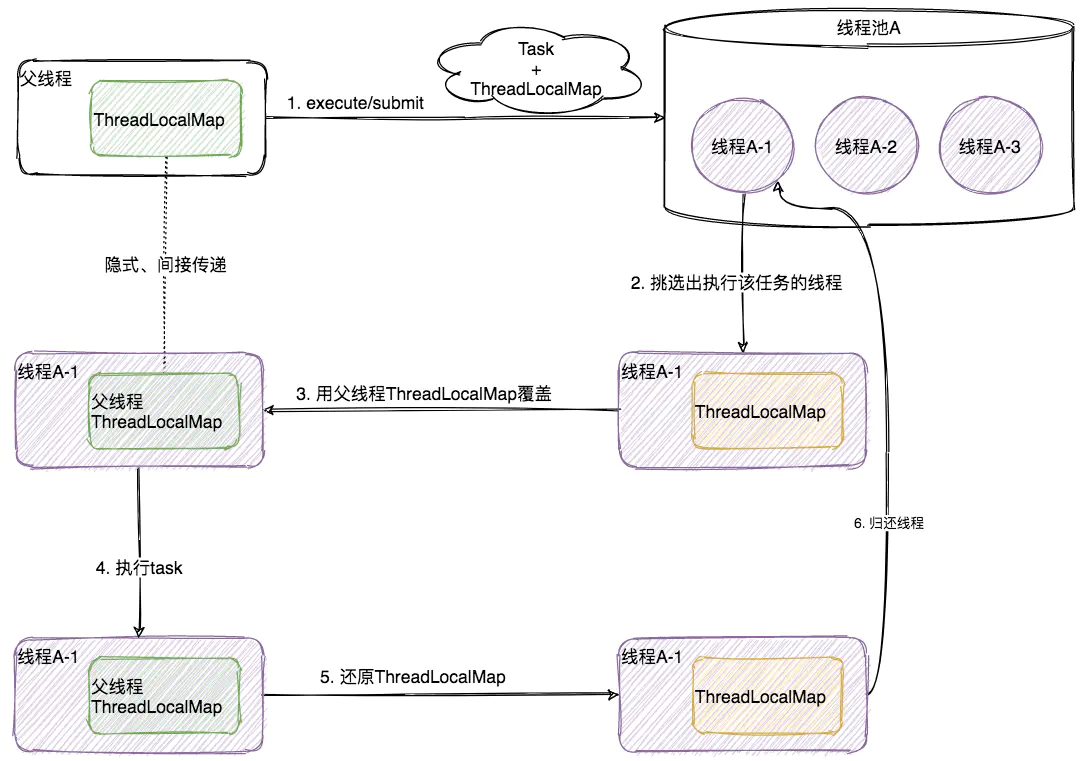 线程池A
Task
+
ThreadLocalMap
父线程
ThreadLocalMap
1. execute/submit
线程A-1
线程A-2
线程A-3
隐式、间接传递
2. 挑选出执行该任务的线程
线程A-1
父线程
ThreadLocalMap
3. 用父线程ThreadLocalMap覆盖
线程A-1
ThreadLocalMap
6. 归还线程
4. 执行task
线程A-1
父线程
ThreadLocalMap
5. 还原ThreadLocalMap
线程A-1
ThreadLocalMap